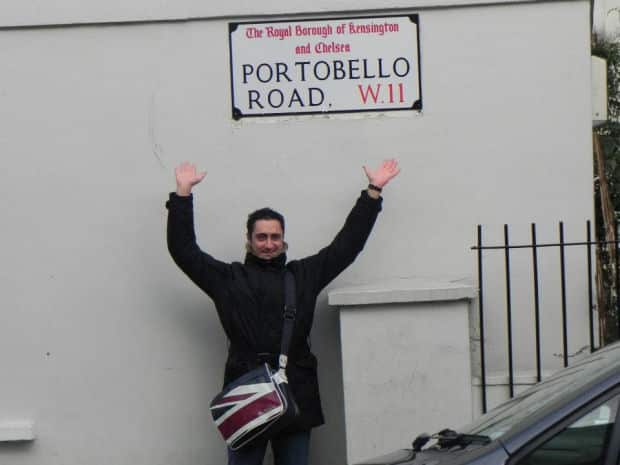 The Royal Borough of Kensington
and Chelsea
PORTOBELLO
ROAD, W.11